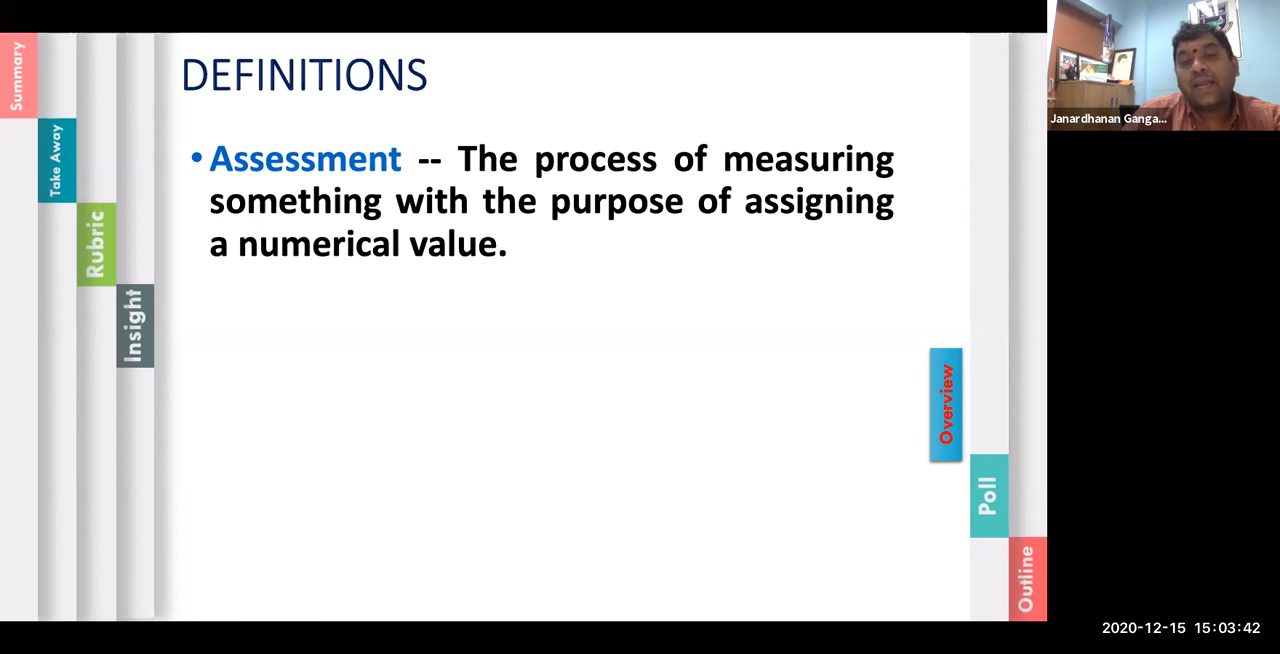 DEFINITIONS
• Assessment -- The process of measuring
something with the purpose of assigning
a numerical value.
Summary
Take Away
Rubric
Insight
Overview
Poll
Outline
Janardhanan Ganga...
2020-12-15 15:03:42